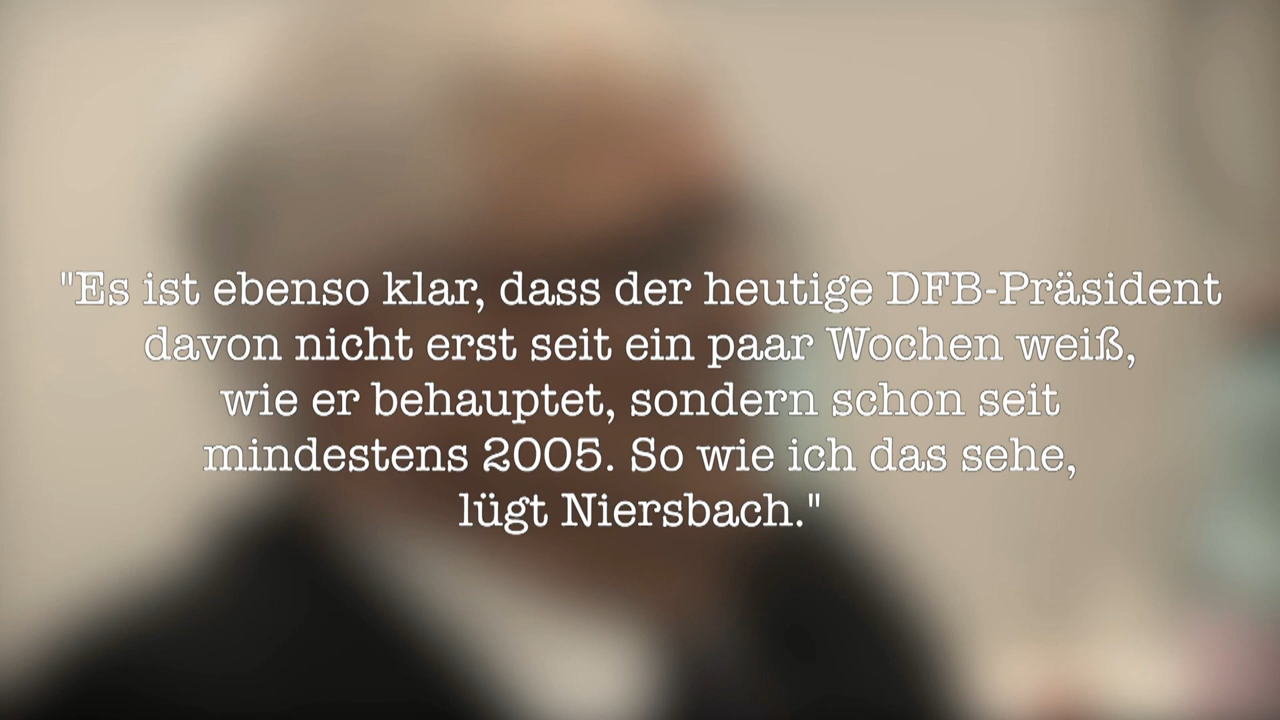 "Es ist ebenso klar, dass der heutige DFB-Präsident
davon nicht erst seit ein paar Wochen weiß,
wie er behauptet, sondern schon seit
mindestens 2005. So wie ich das sehe,
lügt Niersbach."